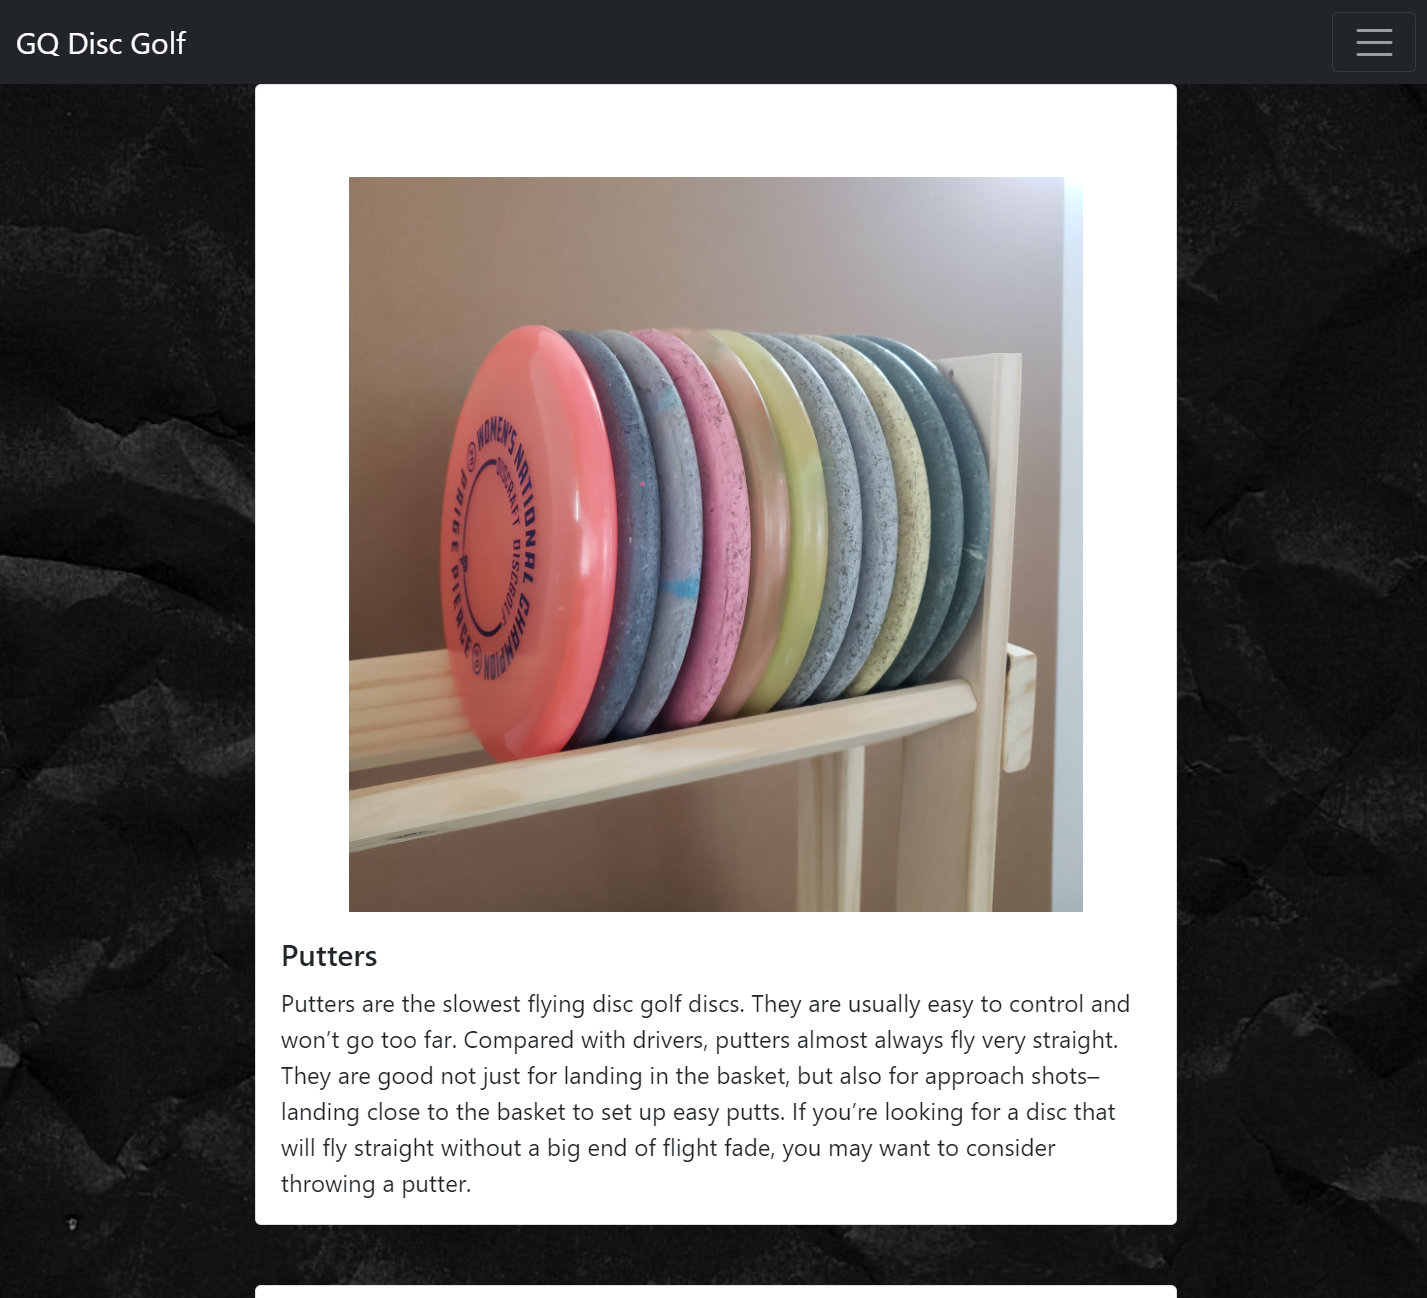 GQ Disc Golf
WOMEN'S NATIONAL CHAMPION
PAIGE PIERCE
DISCRAFT DISCGOLF
Putters
Putters are the slowest flying disc golf discs. They are usually easy to control and
won’t go too far. Compared with drivers, putters almost always fly very straight.
They are good not just for landing in the basket, but also for approach shots–
landing close to the basket to set up easy putts. If you’re looking for a disc that
will fly straight without a big end of flight fade, you may want to consider
throwing a putter.